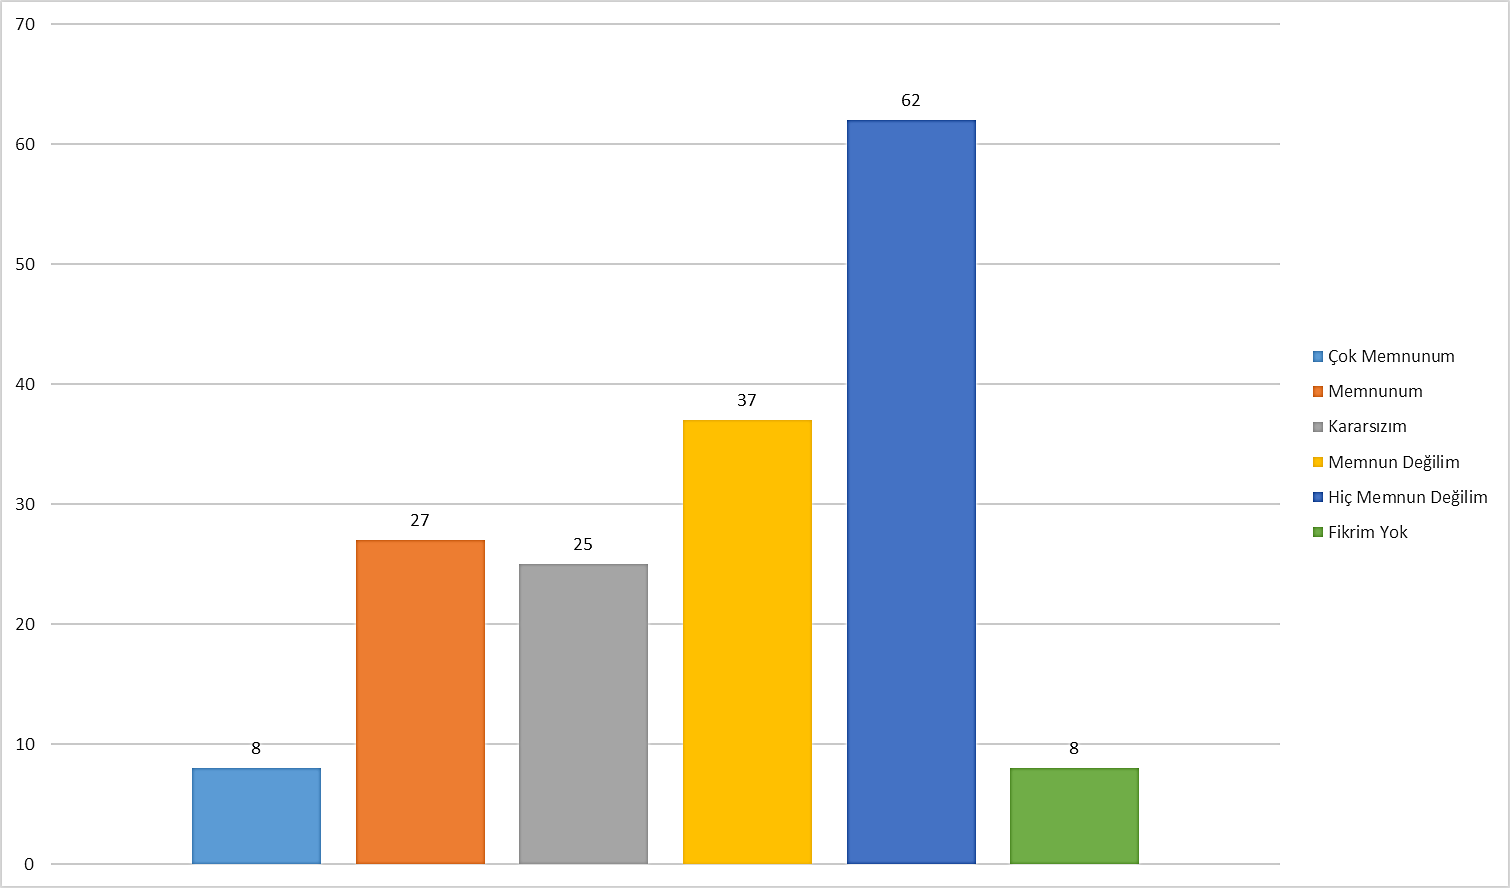 70
60
50
40
30
20
10
0
8
27
25
37
62
8
Çok Memnunum
Memnunum
Kararsızım
Memnun Değilim
Hiç Memnun Değilim
Fikrim Yok